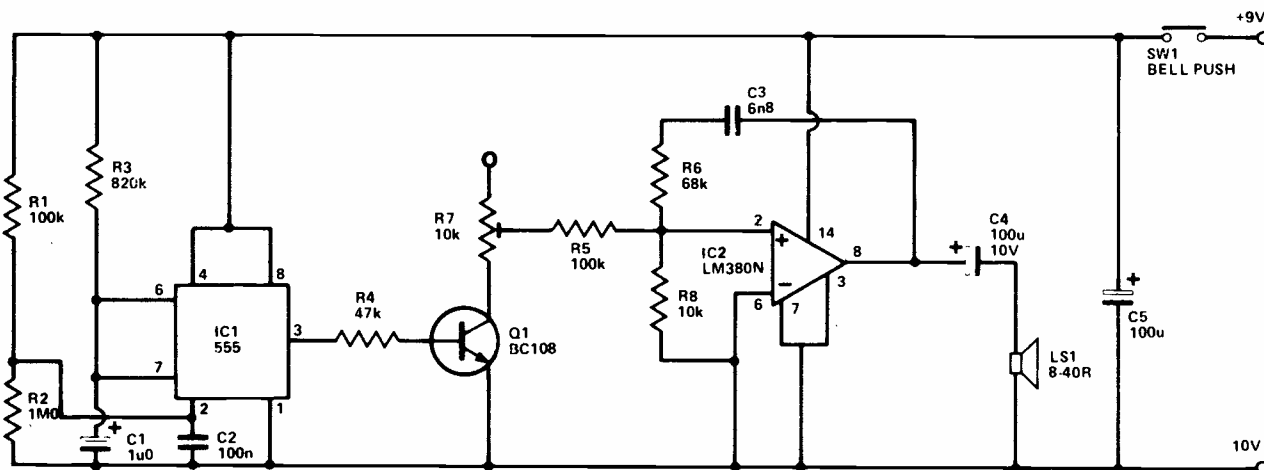 +9V
SW1
BELL PUSH
C3
6n8
R3
820k
R6
68k
R1
100k
R7
10k
2
14
C4
100u
10V
R5
100k
IC2
LM380N
8
+
+
4
8
3
+
6
R4
47k
R8
10k
−
6
7
C5
100u
IC1
555
3
Q1
BC108
LS1
8-40R
7
R2
1M0
2
1
+
C1
1u0
C2
100n
10V